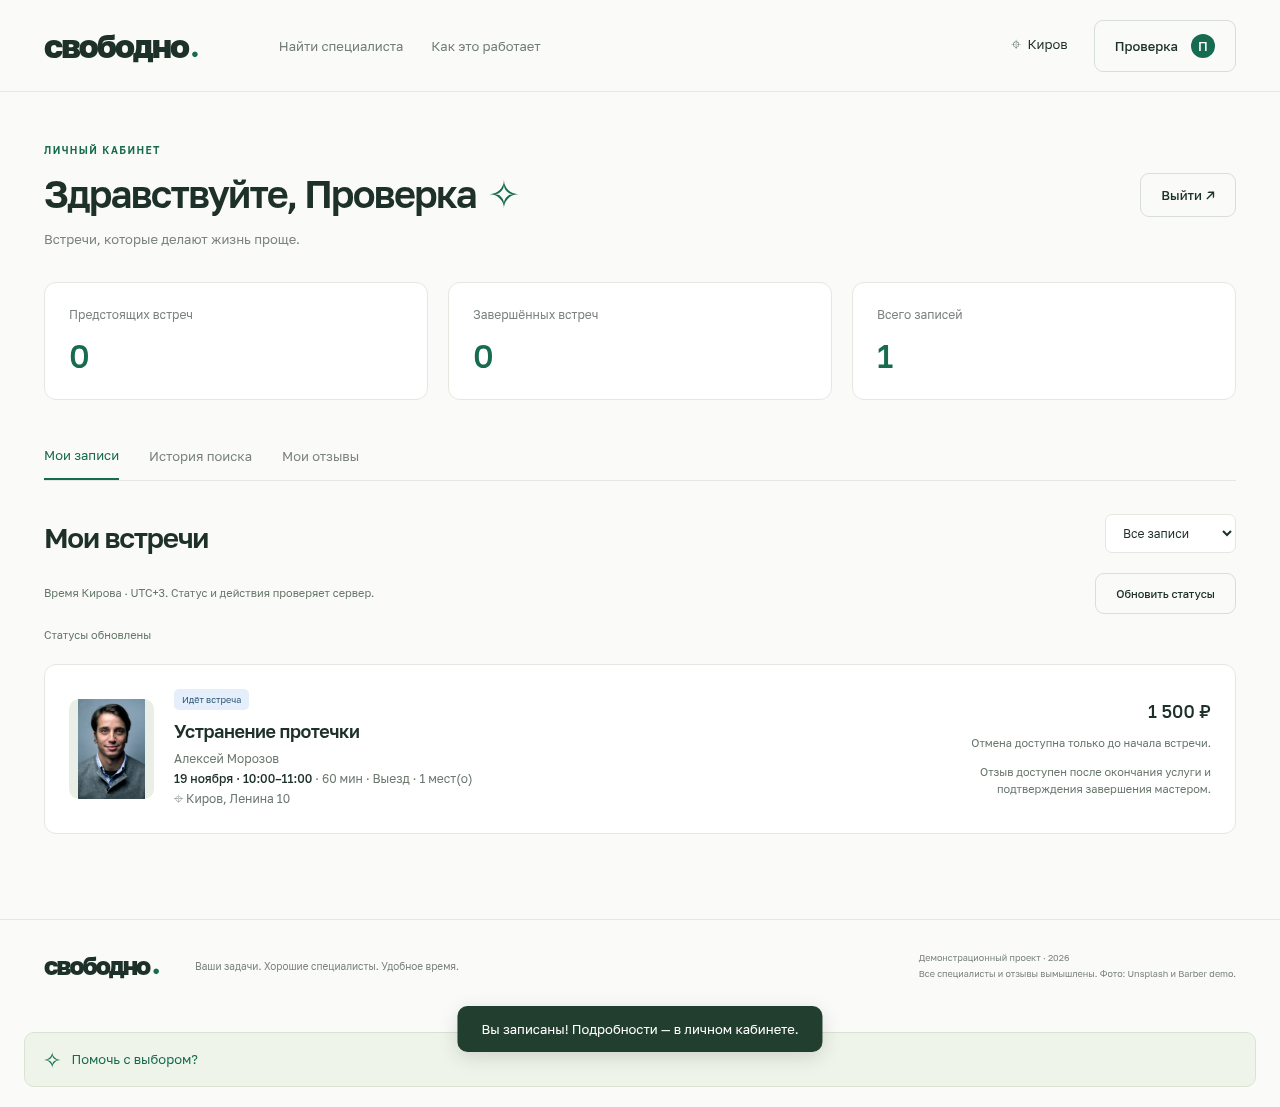 свободно.
Найти специалиста
Как это работает
⌖ Киров
Проверка П
ЛИЧНЫЙ КАБИНЕТ
Здравствуйте, Проверка ✧
Выйти ↗
Встречи, которые делают жизнь проще.
Предстоящих встреч
0
Завершённых встреч
0
Всего записей
1
Мои записи
История поиска
Мои отзывы
Мои встречи
Все записи
Время Кирова · UTC+3. Статус и действия проверяет сервер.
Обновить статусы
Статусы обновлены
Идёт встреча
Устранение протечки
Алексей Морозов
19 ноября · 10:00–11:00 · 60 мин · Выезд · 1 мест(о)
⌖ Киров, Ленина 10
1 500 ₽
Отмена доступна только до начала встречи.
Отзыв доступен после окончания услуги и
подтверждения завершения мастером.
свободно.
Ваши задачи. Хорошие специалисты. Удобное время.
Демонстрационный проект · 2026
Все специалисты и отзывы вымышлены. Фото: Unsplash и Barber demo.
Вы записаны! Подробности — в личном кабинете.
✧ Помочь с выбором?